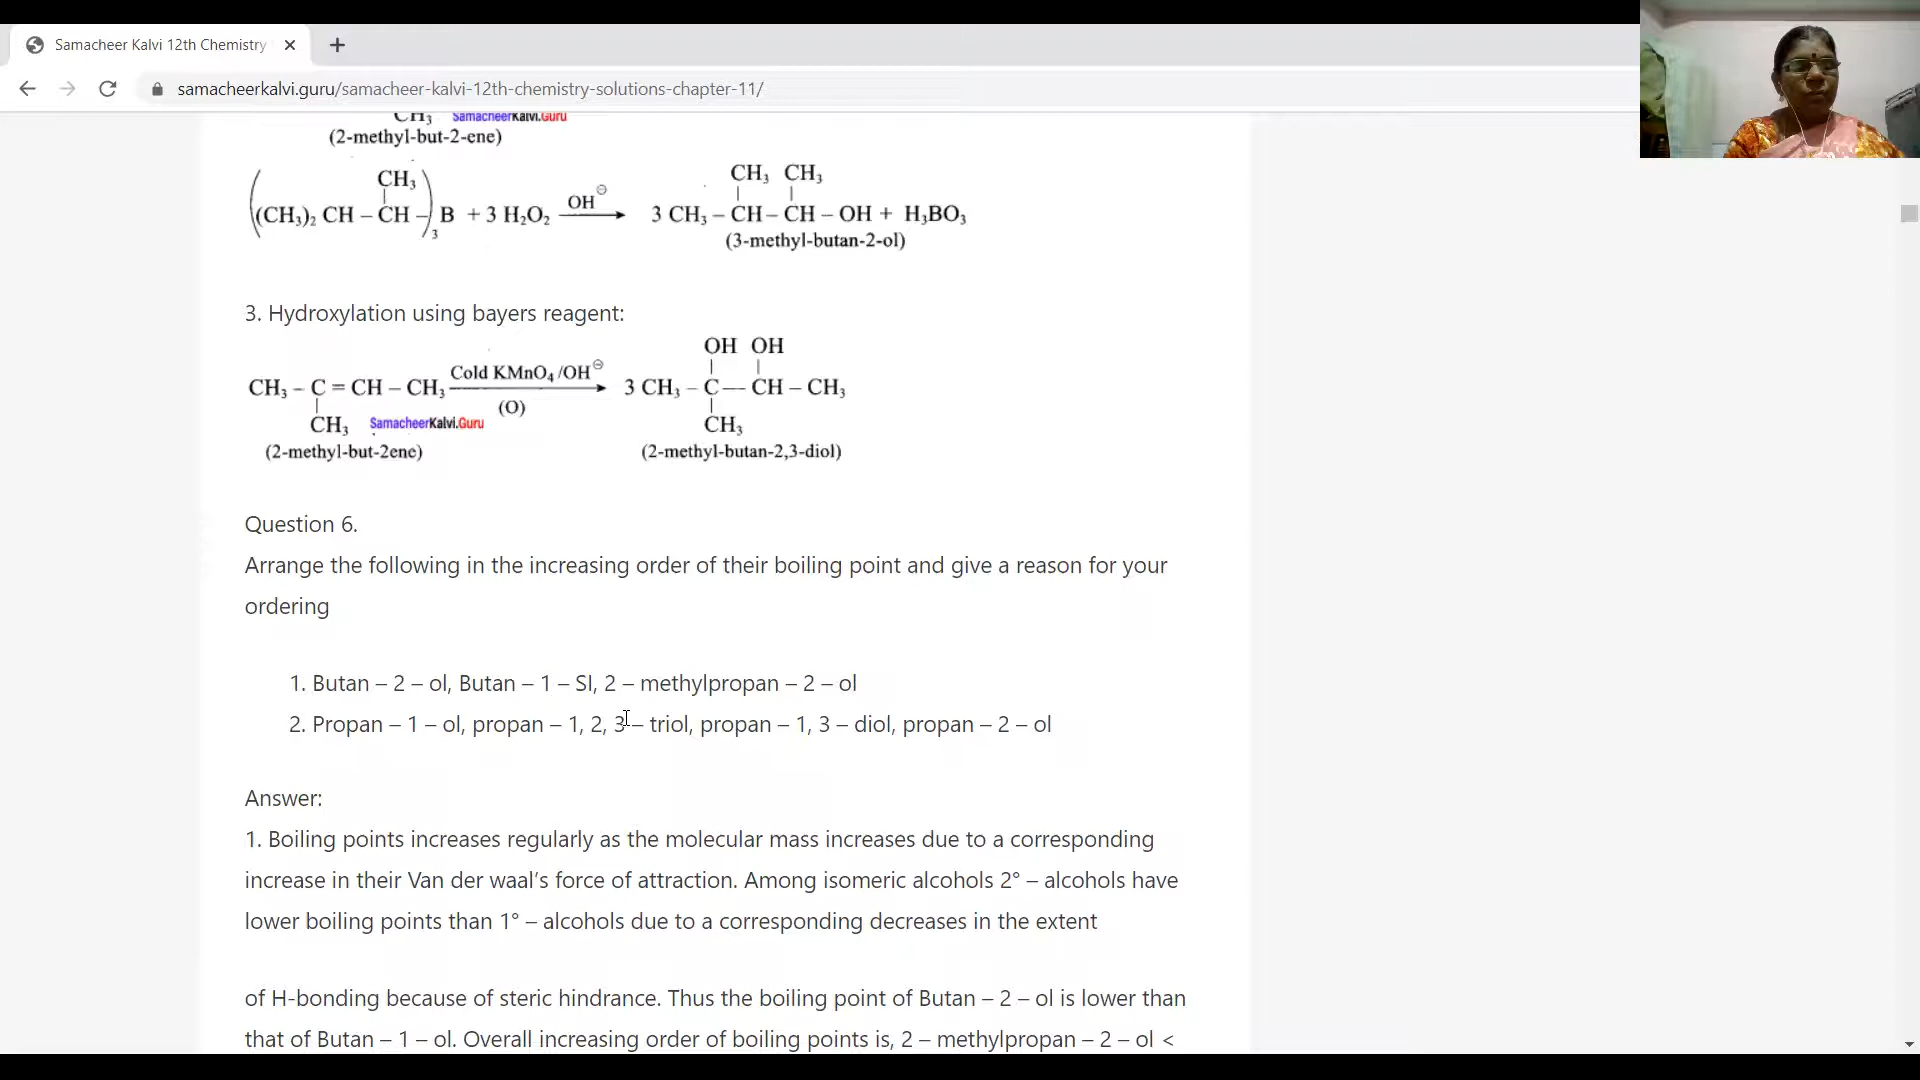 Samacheer Kalvi 12th Chemistry
samacheerkalvi.guru/samacheer-kalvi-12th-chemistry-solutions-chapter-11/
CH₃ SamacheerKalvi.Guru
(2-methyl-but-2-ene)
CH₃
((CH₃)₂ CH – CH –)₃ B + 3 H₂O₂ OH⊖ → 3 CH₃ – CH – CH – OH + H₃BO₃
CH₃ CH₃
(3-methyl-butan-2-ol)
3. Hydroxylation using bayers reagent:
OH OH
CH₃ – C = CH – CH₃ Cold KMnO₄/OH⊖ → 3 CH₃ – C — CH – CH₃
(O)
CH₃ SamacheerKalvi.Guru CH₃
(2-methyl-but-2ene) (2-methyl-butan-2,3-diol)
Question 6.
Arrange the following in the increasing order of their boiling point and give a reason for your
ordering
1. Butan – 2 – ol, Butan – 1 – SI, 2 – methylpropan – 2 – ol
2. Propan – 1 – ol, propan – 1, 2, 3 – triol, propan – 1, 3 – diol, propan – 2 – ol
Answer:
1. Boiling points increases regularly as the molecular mass increases due to a corresponding
increase in their Van der waal’s force of attraction. Among isomeric alcohols 2° – alcohols have
lower boiling points than 1° – alcohols due to a corresponding decreases in the extent
of H-bonding because of steric hindrance. Thus the boiling point of Butan – 2 – ol is lower than
that of Butan – 1 – ol. Overall increasing order of boiling points is, 2 – methylpropan – 2 – ol <